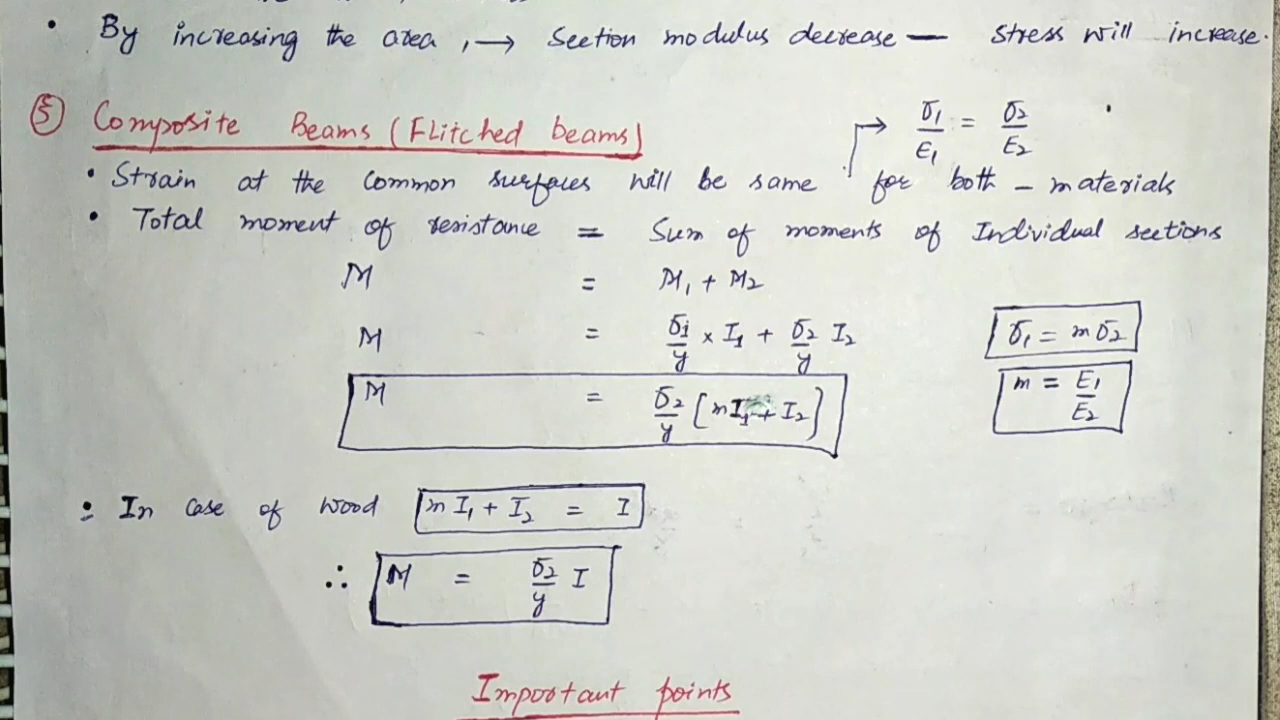 • By increasing the area, → Section modulus decrease — stress will increase.
⑤ Composite Beams (Flitched beams)
→ σ₁/E₁ = σ₂/E₂
• Strain at the common surfaces will be same for both - materials
• Total moment of resistance = Sum of moments of Individual sections
M = M₁ + M₂
M = σ₁/y × I₁ + σ₂/y I₂
σ₁ = m σ₂
M = σ₂/y [mI₁ + I₂]
m = E₁/E₂
• In case of wood m I₁ + I₂ = I
∴ M = σ₂/y I
Important points